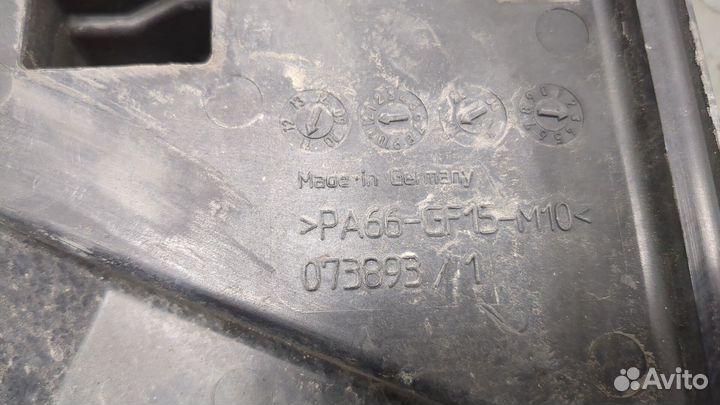 Made in Germany
>PA66-GF15-M10<
073893/1
Avito